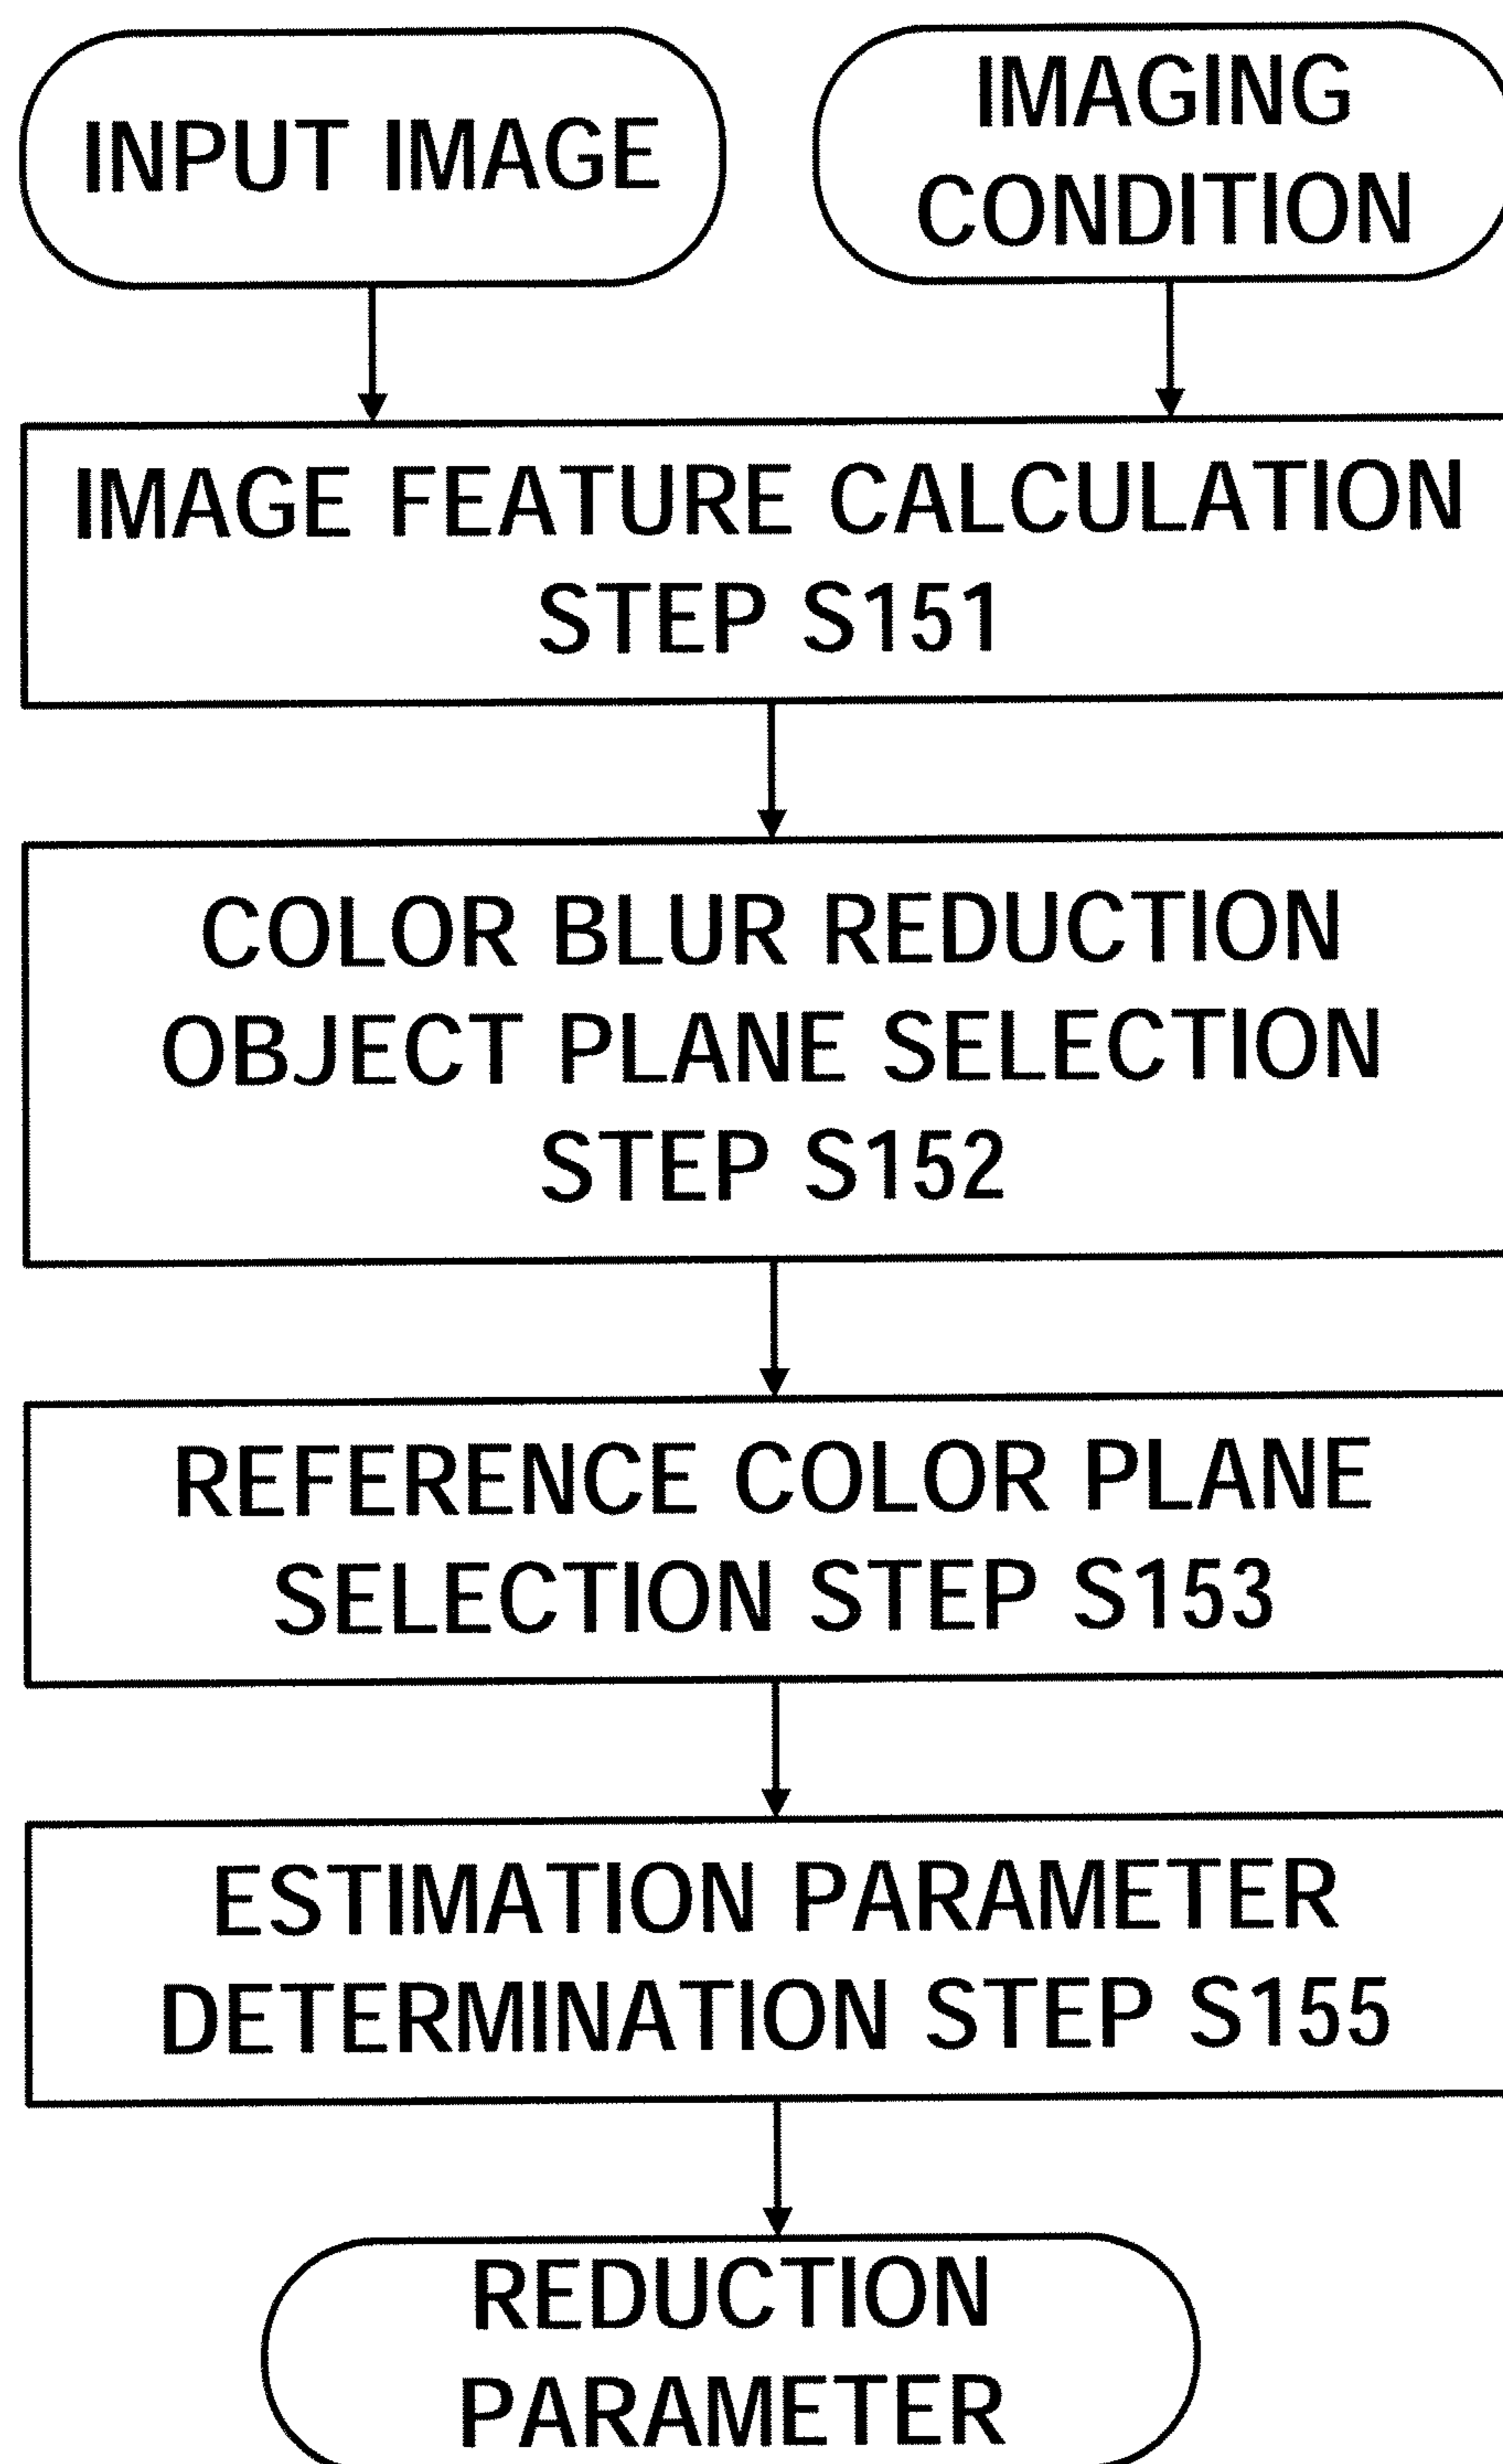 INPUT IMAGE
IMAGING
CONDITION
IMAGE FEATURE CALCULATION
STEP S151
COLOR BLUR REDUCTION
OBJECT PLANE SELECTION
STEP S152
REFERENCE COLOR PLANE
SELECTION STEP S153
ESTIMATION PARAMETER
DETERMINATION STEP S155
REDUCTION
PARAMETER